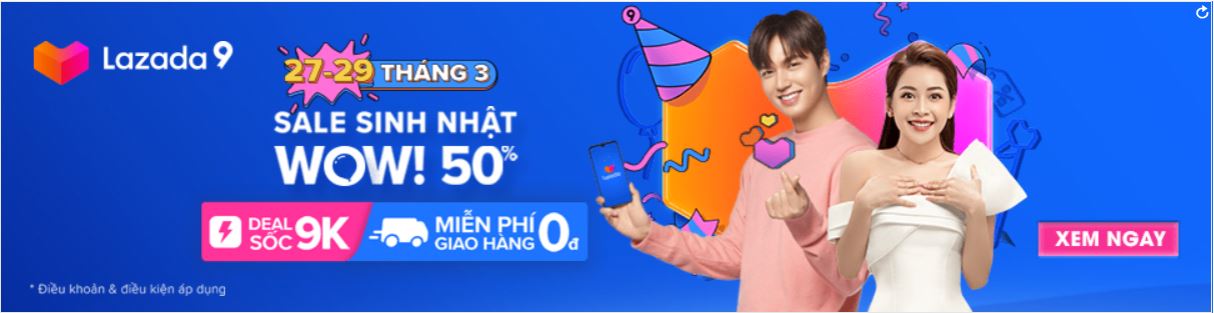 Lazada 9
27-29 THÁNG 3
SALE SINH NHẬT
WOW! 50%
DEAL SỐC 9K
MIỄN PHÍ GIAO HÀNG 0đ
9
XEM NGAY
* Điều khoản & điều kiện áp dụng